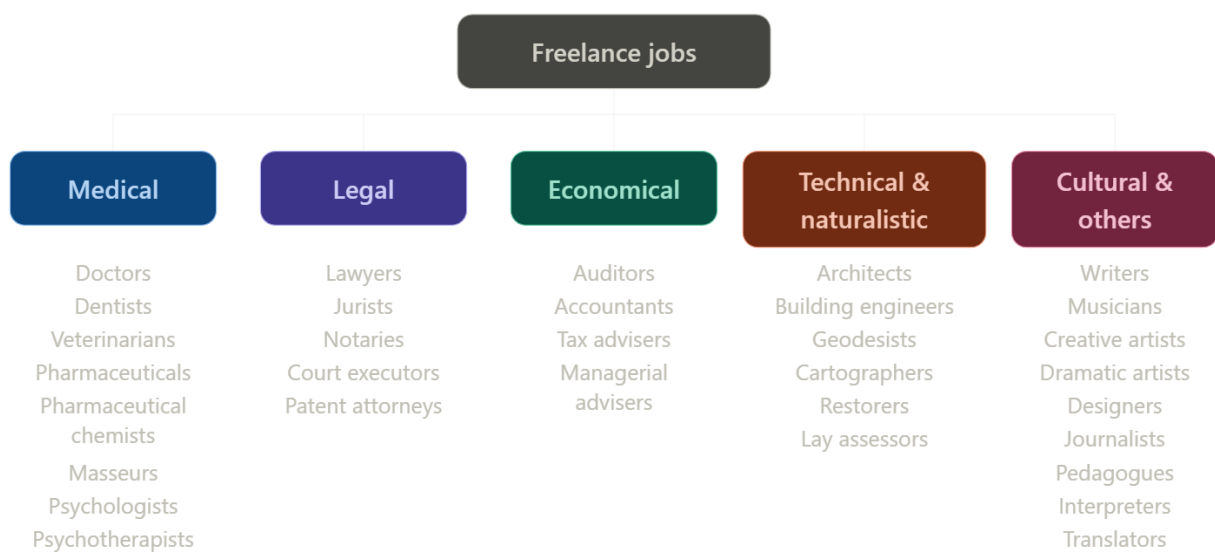 Freelance jobs
Medical
Doctors
Dentists
Veterinarians
Pharmaceuticals
Pharmaceutical
chemists
Masseurs
Psychologists
Psychotherapists
Legal
Lawyers
Jurists
Notaries
Court executors
Patent attorneys
Economical
Auditors
Accountants
Tax advisers
Managerial
advisers
Technical &
naturalistic
Architects
Building engineers
Geodesists
Cartographers
Restorers
Lay assessors
Cultural &
others
Writers
Musicians
Creative artists
Dramatic artists
Designers
Journalists
Pedagogues
Interpreters
Translators